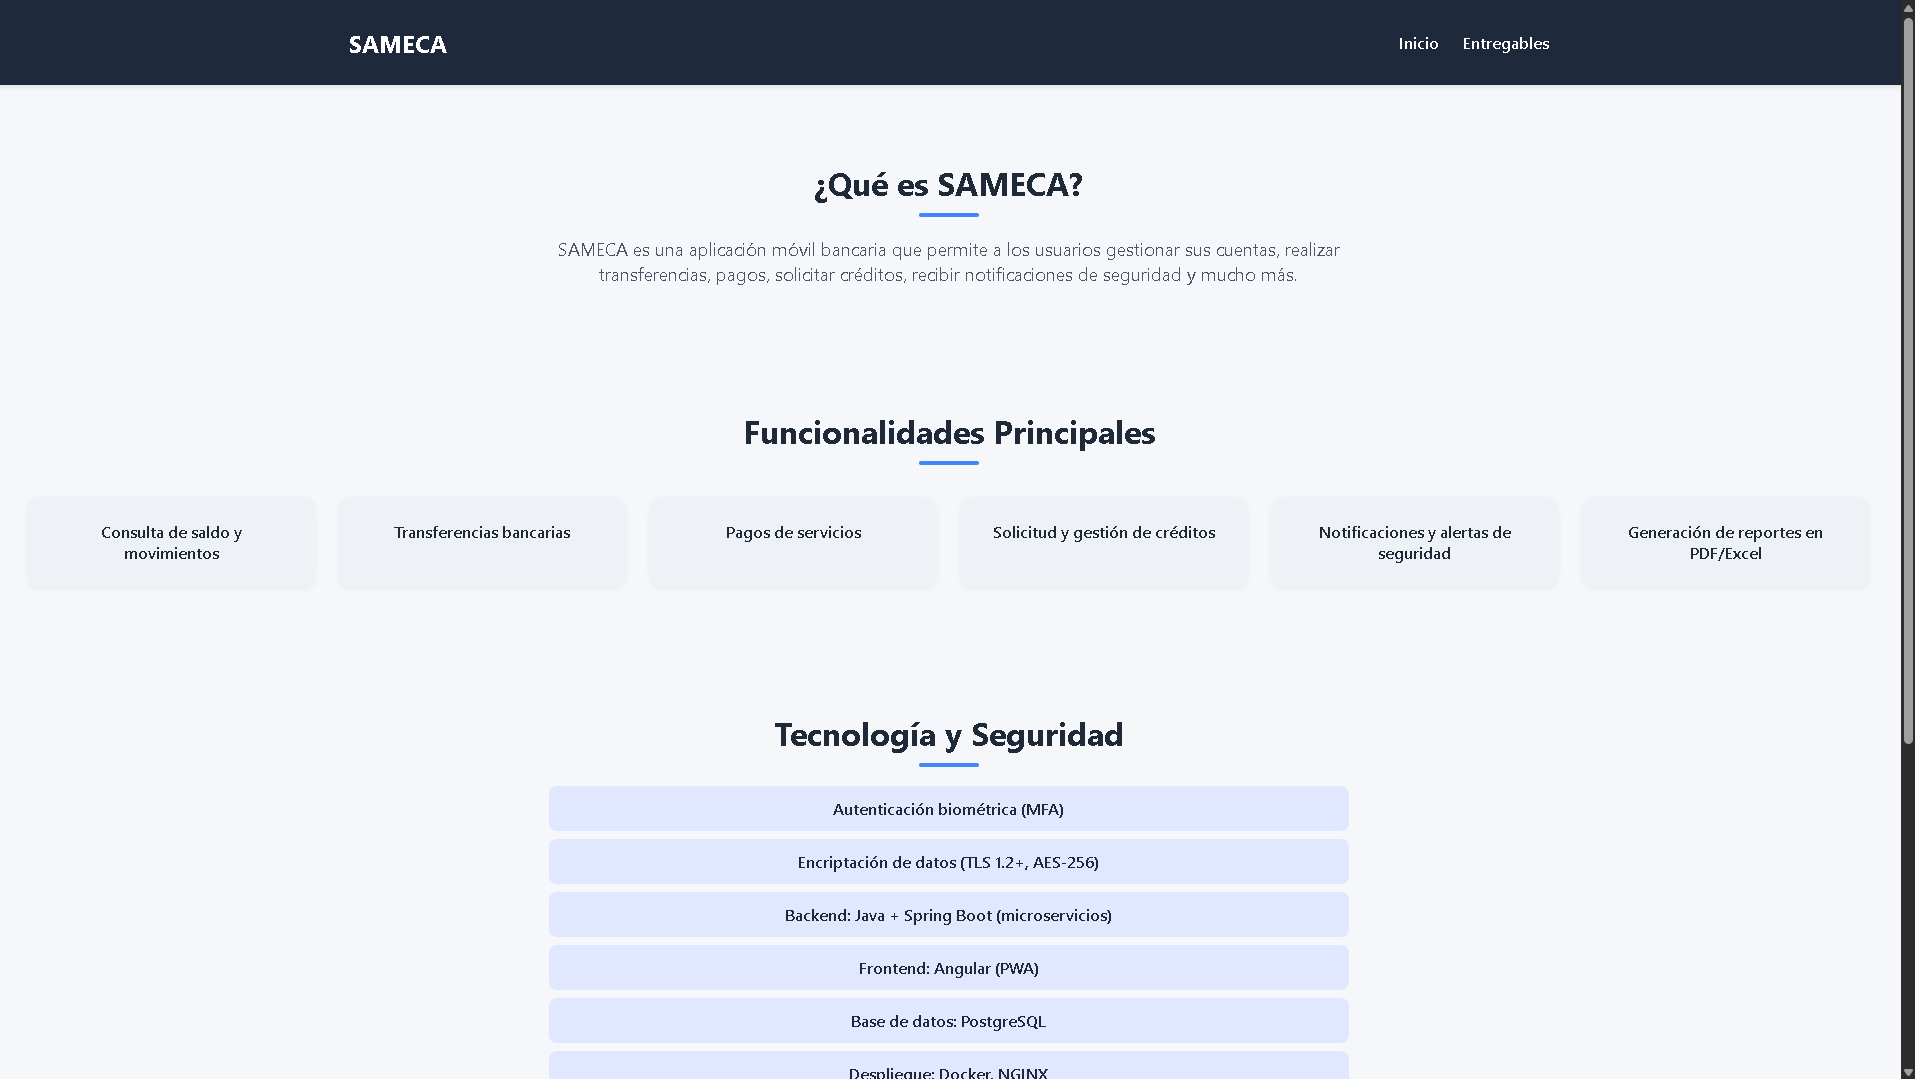 SAMECA
Inicio
Entregables
¿Qué es SAMECA?
SAMECA es una aplicación móvil bancaria que permite a los usuarios gestionar sus cuentas, realizar
transferencias, pagos, solicitar créditos, recibir notificaciones de seguridad y mucho más.
Funcionalidades Principales
Consulta de saldo y
movimientos
Transferencias bancarias
Pagos de servicios
Solicitud y gestión de créditos
Notificaciones y alertas de
seguridad
Generación de reportes en
PDF/Excel
Tecnología y Seguridad
Autenticación biométrica (MFA)
Encriptación de datos (TLS 1.2+, AES-256)
Backend: Java + Spring Boot (microservicios)
Frontend: Angular (PWA)
Base de datos: PostgreSQL
Despliegue: Docker, NGINX